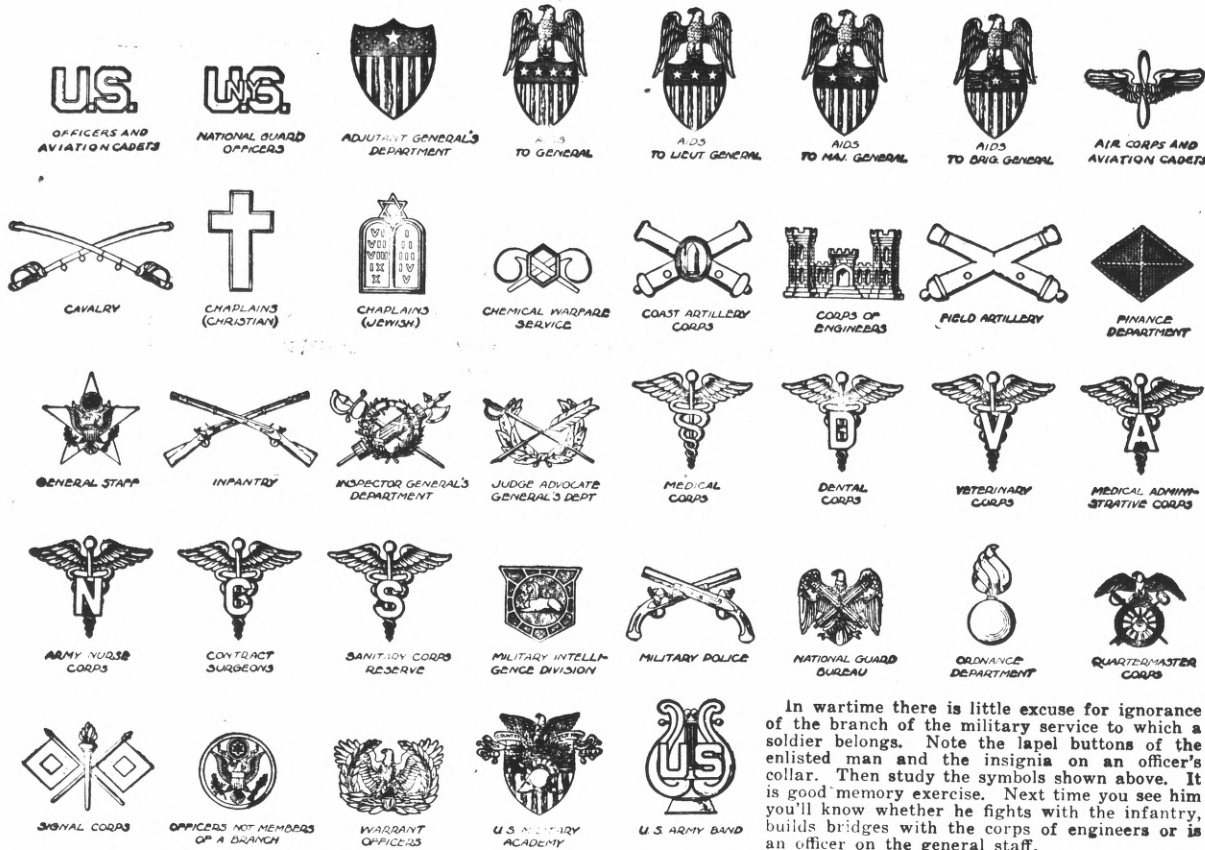 U.S.
OFFICERS AND
AVIATION CADETS
U.S.
NY
NATIONAL GUARD
OFFICERS
ADJUTANT GENERAL'S
DEPARTMENT
AIDS
TO GENERAL
AIDS
TO LIEUT GENERAL
AIDS
TO MAJ. GENERAL
AIDS
TO BRIG. GENERAL
AIR CORPS AND
AVIATION CADETS
CAVALRY
CHAPLAINS
(CHRISTIAN)
VI I
VII II
VIII III
IX IV
X V
CHAPLAINS
(JEWISH)
CHEMICAL WARFARE
SERVICE
COAST ARTILLERY
CORPS
CORPS OF
ENGINEERS
FIELD ARTILLERY
FINANCE
DEPARTMENT
GENERAL STAFF
INFANTRY
INSPECTOR GENERAL'S
DEPARTMENT
JUDGE ADVOCATE
GENERAL'S DEPT
MEDICAL
CORPS
D
DENTAL
CORPS
V
VETERINARY
CORPS
A
MEDICAL ADMINI-
STRATIVE CORPS
N
ARMY NURSE
CORPS
C
CONTRACT
SURGEONS
S
SANITARY CORPS
RESERVE
MILITARY INTELLI-
GENCE DIVISION
MILITARY POLICE
NATIONAL GUARD
BUREAU
ORDNANCE
DEPARTMENT
QUARTERMASTER
CORPS
SIGNAL CORPS
OFFICERS NOT MEMBERS
OF A BRANCH
WARRANT
OFFICERS
U.S. MILITARY
ACADEMY
US
U.S. ARMY BAND
In wartime there is little excuse for ignorance
of the branch of the military service to which a
soldier belongs. Note the lapel buttons of the
enlisted man and the insignia on an officer's
collar. Then study the symbols shown above. It
is good memory exercise. Next time you see him
you'll know whether he fights with the infantry,
builds bridges with the corps of engineers or is
an officer on the general staff.